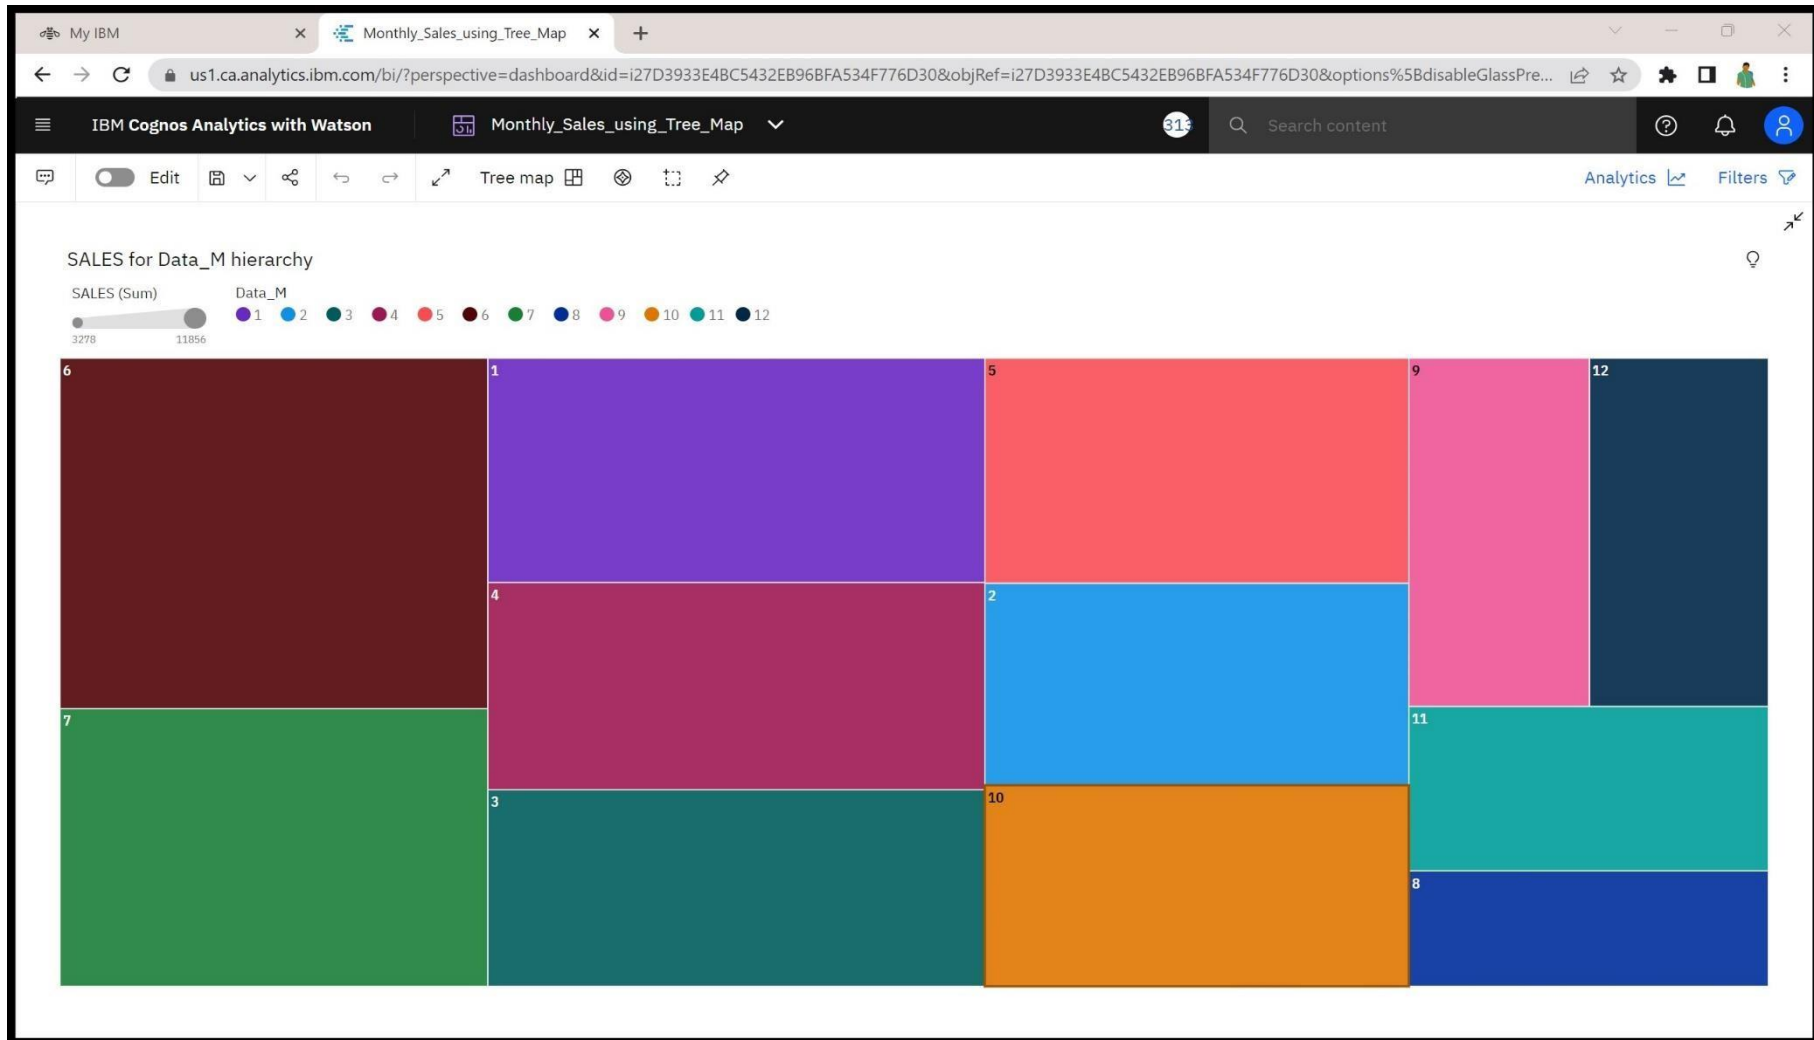 My IBM
Monthly_Sales_using_Tree_Map
us1.ca.analytics.ibm.com/bi/?perspective=dashboard&id=i27D3933E4BC5432EB96BFA534F776D30&objRef=i27D3933E4BC5432EB96BFA534F776D30&options%5BdisableGlassPre...
IBM Cognos Analytics with Watson
Monthly_Sales_using_Tree_Map
313
Search content
Edit
Tree map
Analytics
Filters
SALES for Data_M hierarchy
SALES (Sum)
3278 11856
Data_M
1 2 3 4 5 6 7 8 9 10 11 12
6
1
5
9
12
4
2
7
11
3
10
8